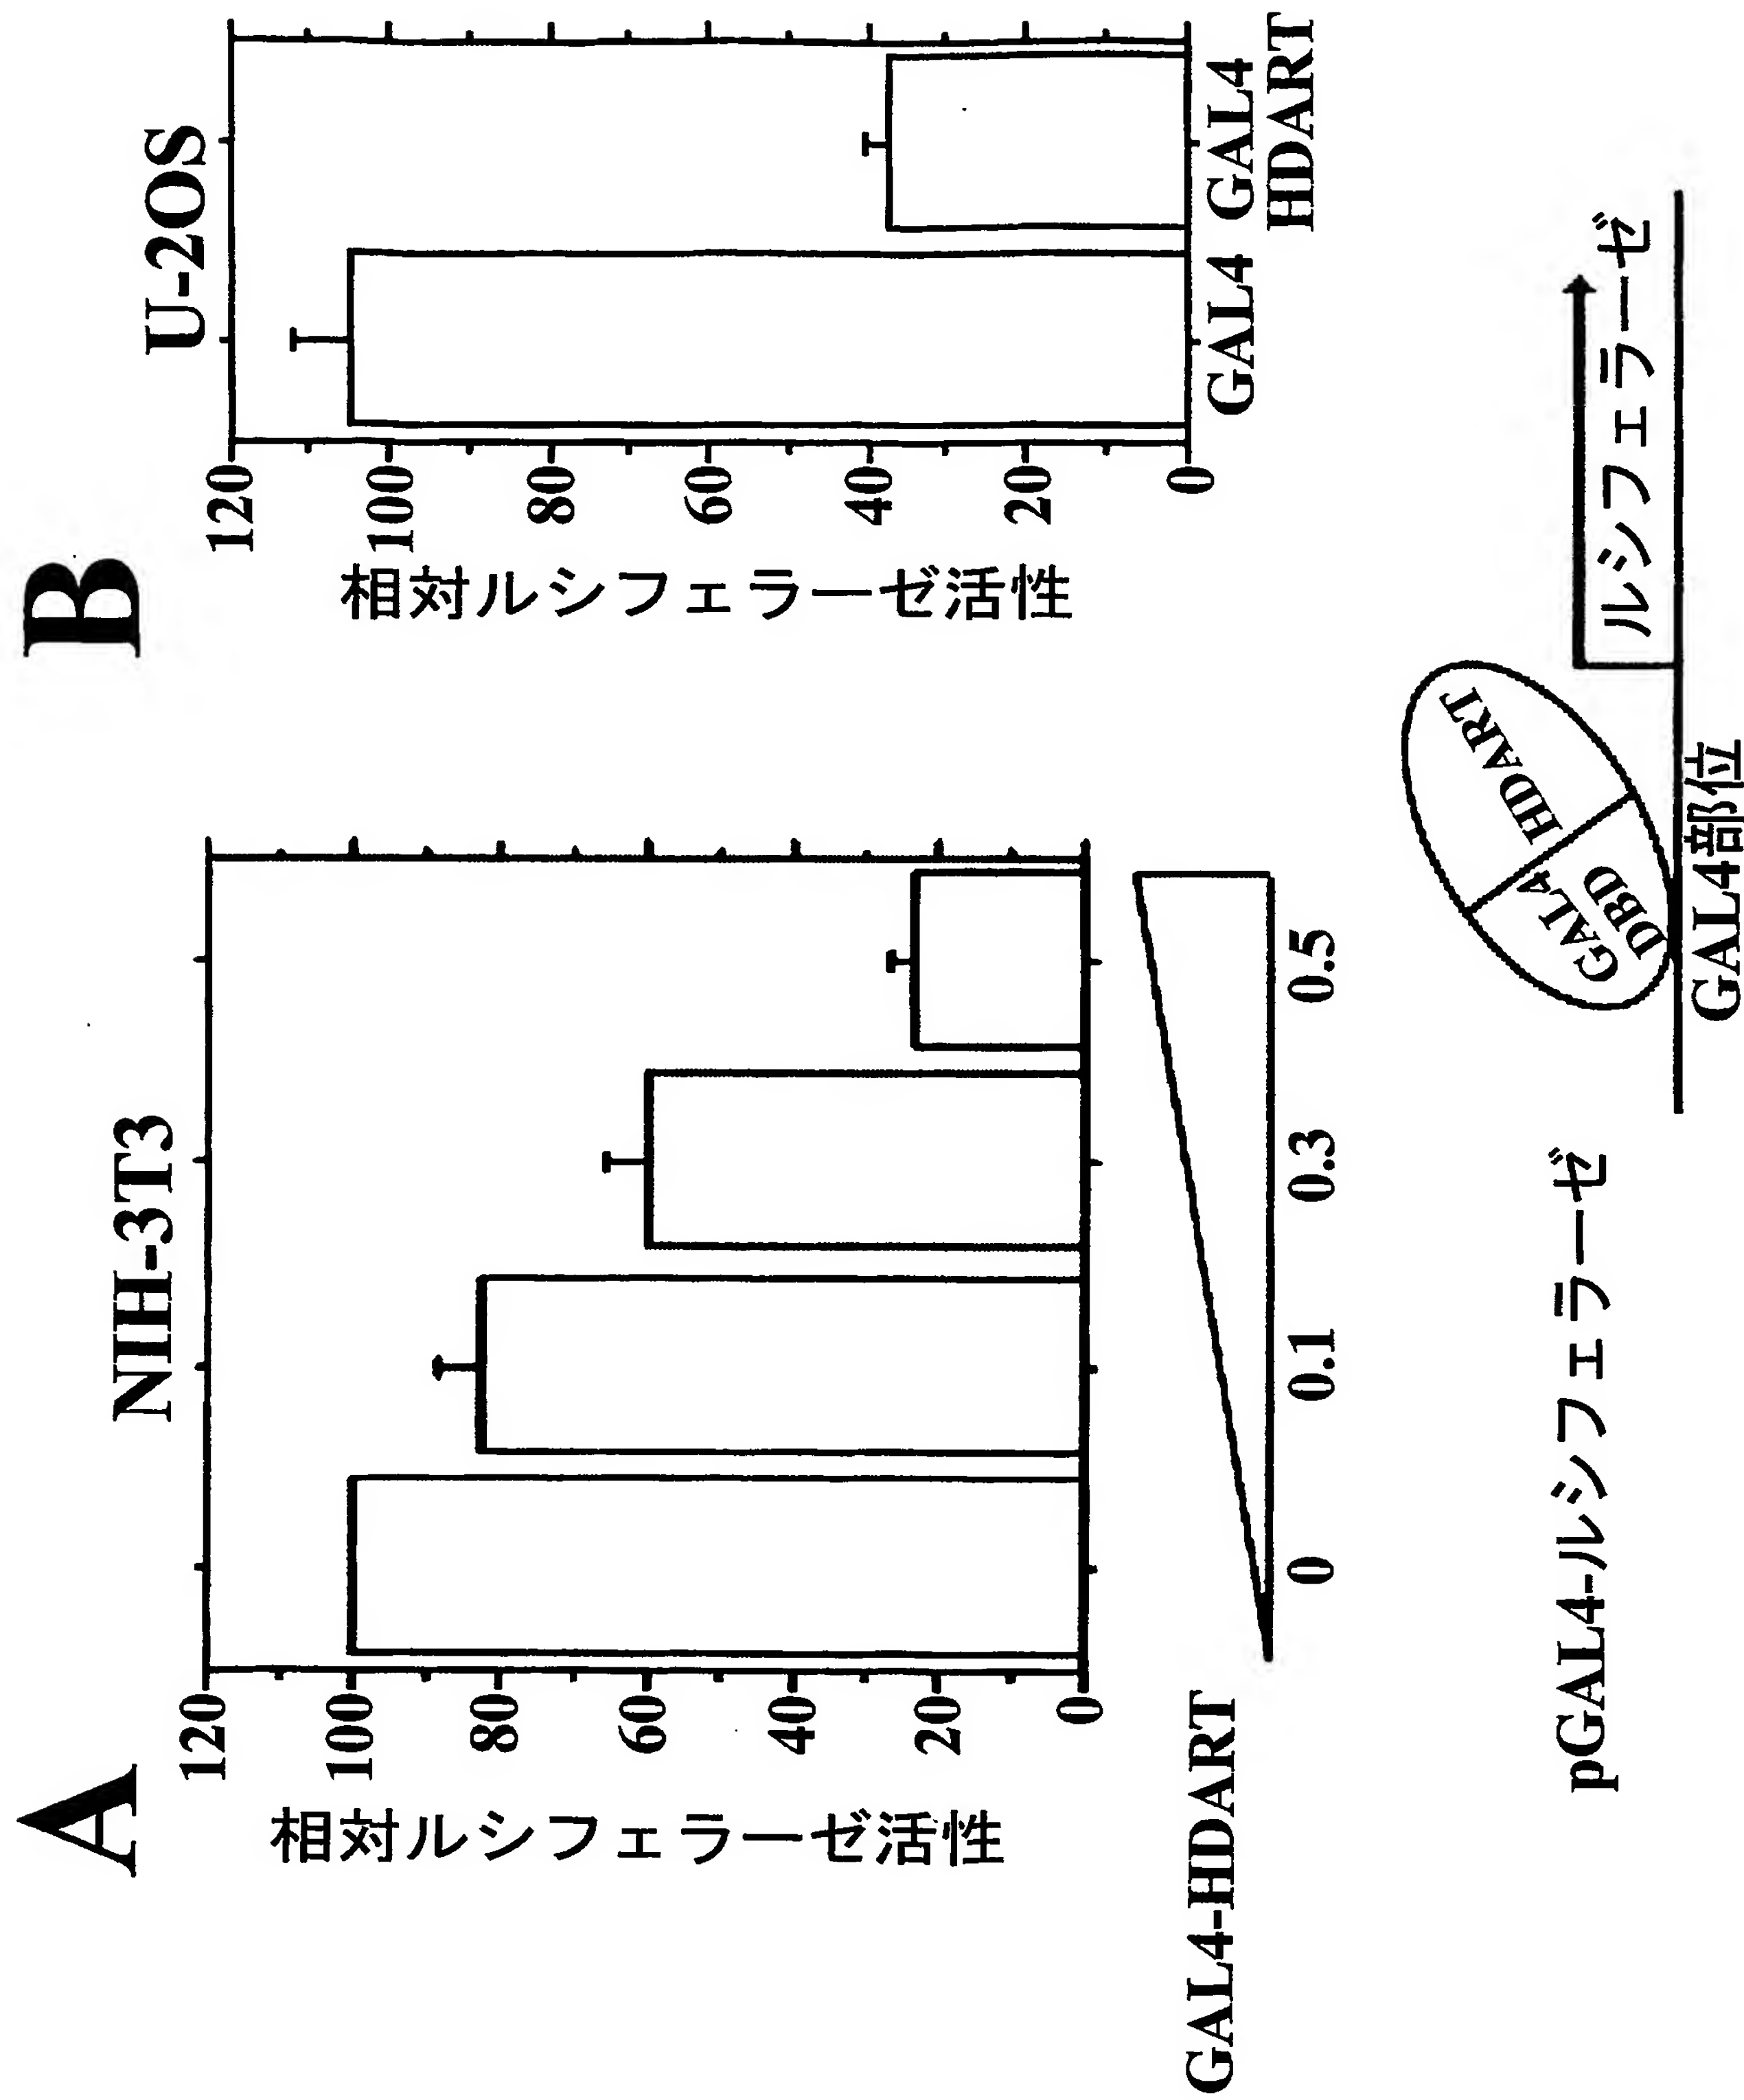 A
NIH-3T3
相対ルシフェラーゼ活性
120
100
80
60
40
20
0
GAL4-HDART
0 0.1 0.3 0.5
B
U-2OS
相対ルシフェラーゼ活性
120
100
80
60
40
20
0
GAL4 GAL4
HDART
pGAL4-ルシフェラーゼ
GAL4
DBD
HDART
ルシフェラーゼ
GAL4部位